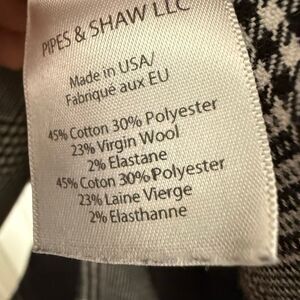 PIPES & SHAW LLC
Made in USA/
Fabriqué aux EU
45% Cotton 30% Polyester
23% Virgin Wool
2% Elastane
45% Coton 30% Polyester
23% Laine Vierge
2% Elasthanne